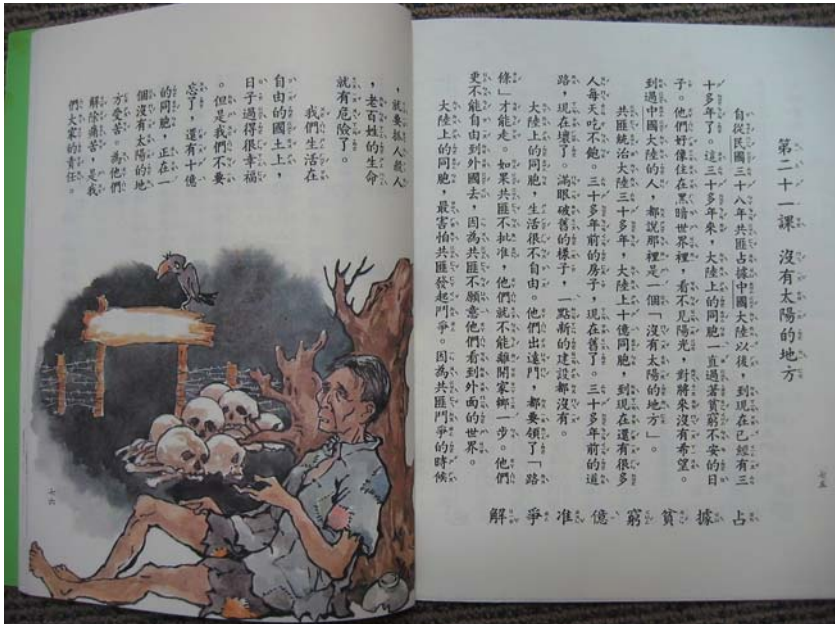 第二十一課　沒有太陽的地方
自從民國三十八年共匪占據中國大陸以後，到現在已經有三
十多年了。這三十多年來，大陸上的同胞一直過著貧窮不安的日
子。他們好像住在黑暗世界裡，看不見陽光，對將來沒有希望。
到過中國大陸的人，都說那裡是一個「沒有太陽的地方」。
共匪統治大陸三十多年，大陸上十億同胞，到現在還有很多
人每天吃不飽。三十多年前的房子，現在舊了。三十多年前的道
路，現在壞了。滿眼破舊的樣子，一點新的建設都沒有。
大陸上的同胞，生活很不自由。他們出遠門，都要領了「路
條」才能走。如果共匪不批准，他們就不能離開家鄉一步。他們
更不能自由到外國去，因為共匪不願意他們看到外面的世界。
大陸上的同胞，最害怕共匪發起鬥爭。因為共匪鬥爭的時候
占據貧窮億准爭解
七五
，就要抓人殺人
，老百姓的生命
就有危險了。
我們生活在
自由的國土上，
日子過得很幸福
。但是我們不要
忘了，還有十億
的同胞，正在一
個沒有太陽的地
方受苦。為他們
解除痛苦，是我
們大家的責任。
七六